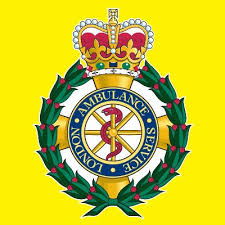 LONDON · AMBULANCE · SERVICE